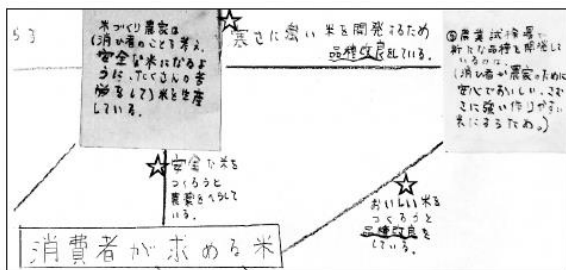 53
米づくり農家は
(消ひ者のことを考え、
安全な米になるよ
うに、たくさんの苦
労をして)米を生産
している。
寒さに強い米を開発するため
品種改良をしている。
⑤農業試験場で
新たな品種を開発して
いるのは、
(消ひ者や農家のために
安心でおいしい、さむ
さに強い作りやすい
米にするため。)
安全な米を
つくろうと
農薬をへらして
いる。
おいしい米を
つくろうと
品種改良を
している。
消費者が求める米